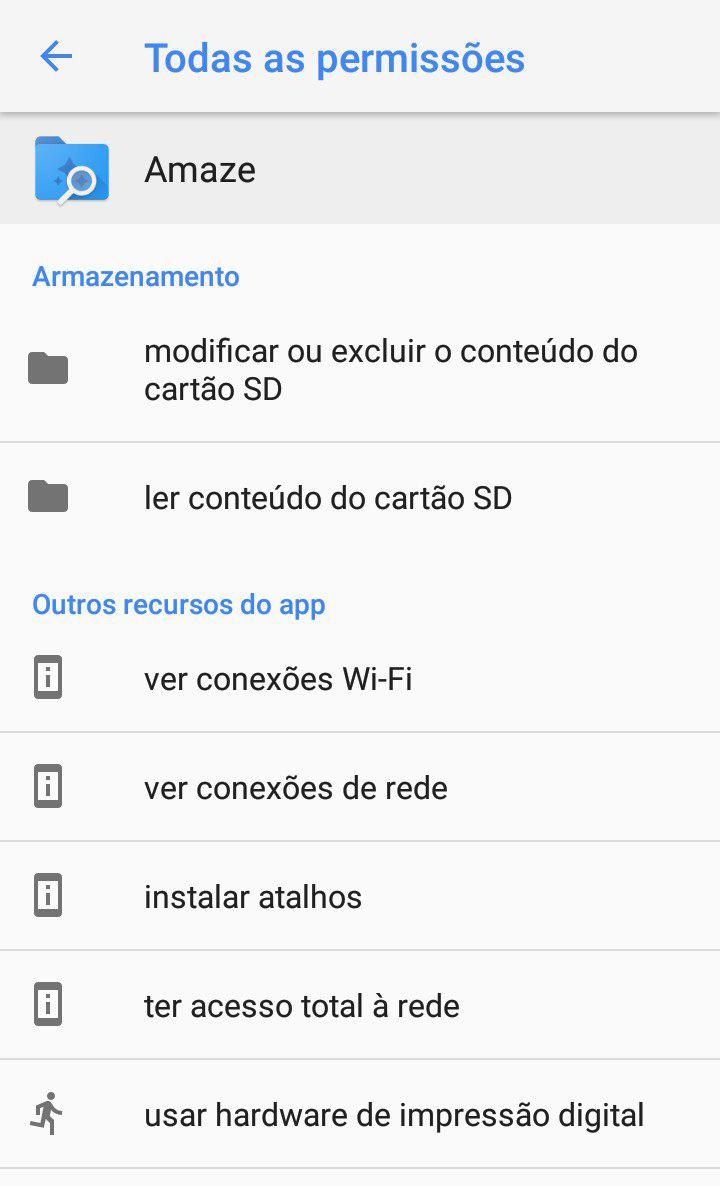 Todas as permissões
Amaze
Armazenamento
modificar ou excluir o conteúdo do
cartão SD
ler conteúdo do cartão SD
Outros recursos do app
ver conexões Wi-Fi
ver conexões de rede
instalar atalhos
ter acesso total à rede
usar hardware de impressão digital